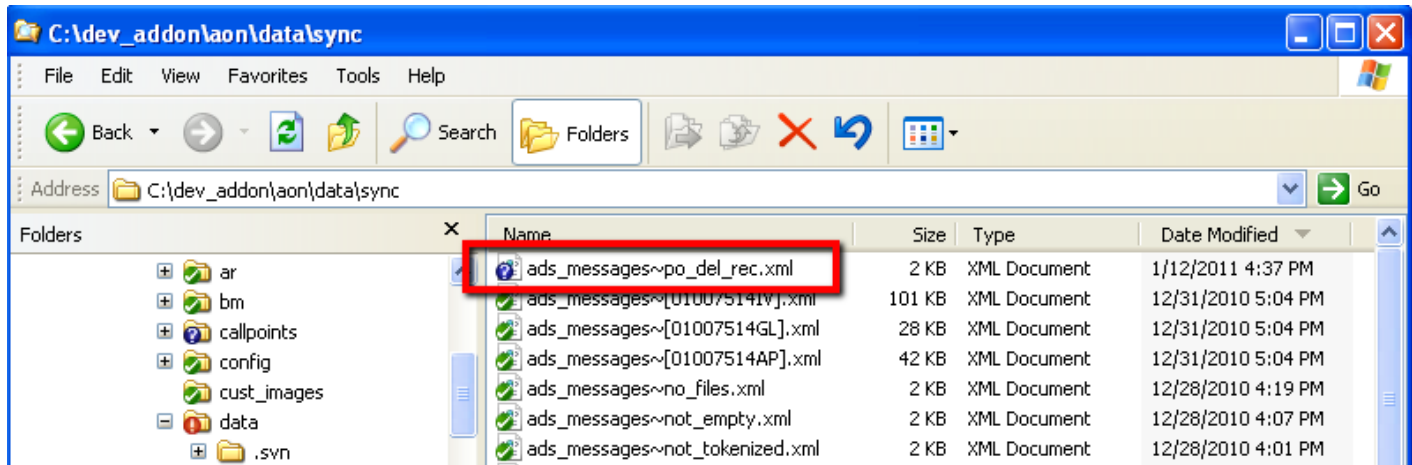 C:\dev_addon\aon\data\sync
File Edit View Favorites Tools Help
Back Search Folders
Address C:\dev_addon\aon\data\sync Go
Folders Name Size Type Date Modified
ar ads_messages~po_del_rec.xml 2 KB XML Document 1/12/2011 4:37 PM
bm ads_messages~[01007514IV].xml 101 KB XML Document 12/31/2010 5:04 PM
callpoints ads_messages~[01007514GL].xml 28 KB XML Document 12/31/2010 5:04 PM
config ads_messages~[01007514AP].xml 42 KB XML Document 12/31/2010 5:04 PM
cust_images ads_messages~no_files.xml 2 KB XML Document 12/28/2010 4:19 PM
data ads_messages~not_empty.xml 2 KB XML Document 12/28/2010 4:07 PM
.svn ads_messages~not_tokenized.xml 2 KB XML Document 12/28/2010 4:01 PM